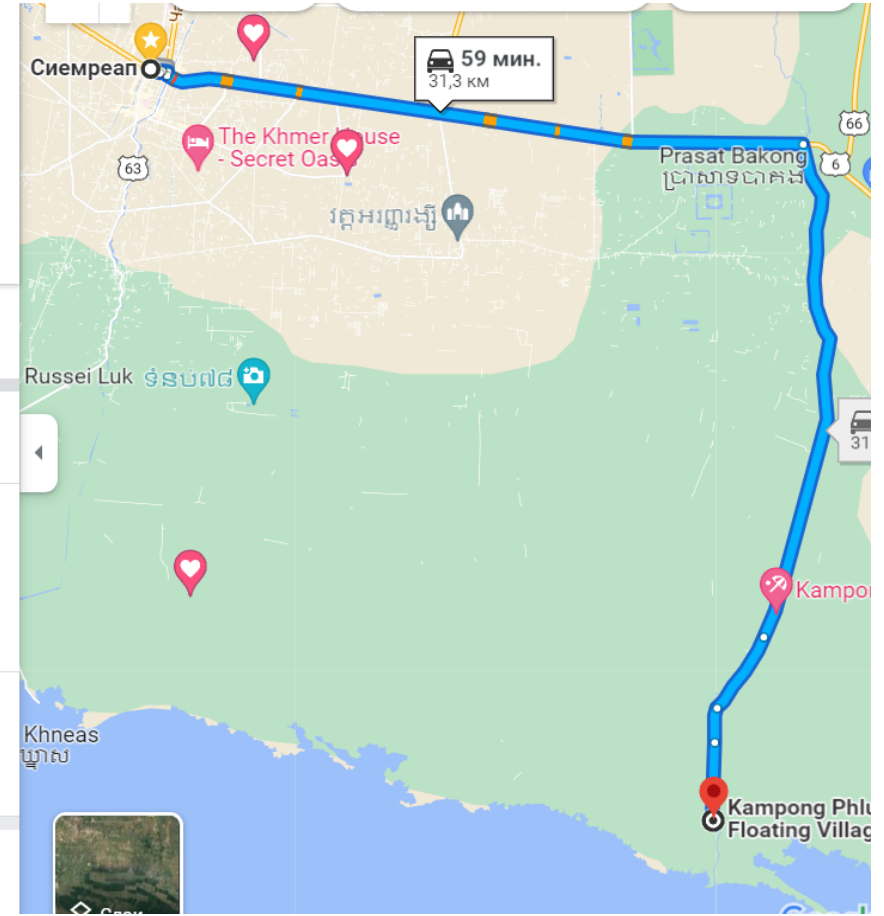 59 мин.
31,3 км
Сиемреап
66
The Khmer House
- Secret Oasis
Prasat Bakong
ប្រាសាទបាគង
6
63
វត្តអរញ្ញរង្សី
Russei Luk
ទំនប់៧៨
31
Kampon
Khneas
ឃ្នាស
Kampong Phlu
Floating Villag
Слои